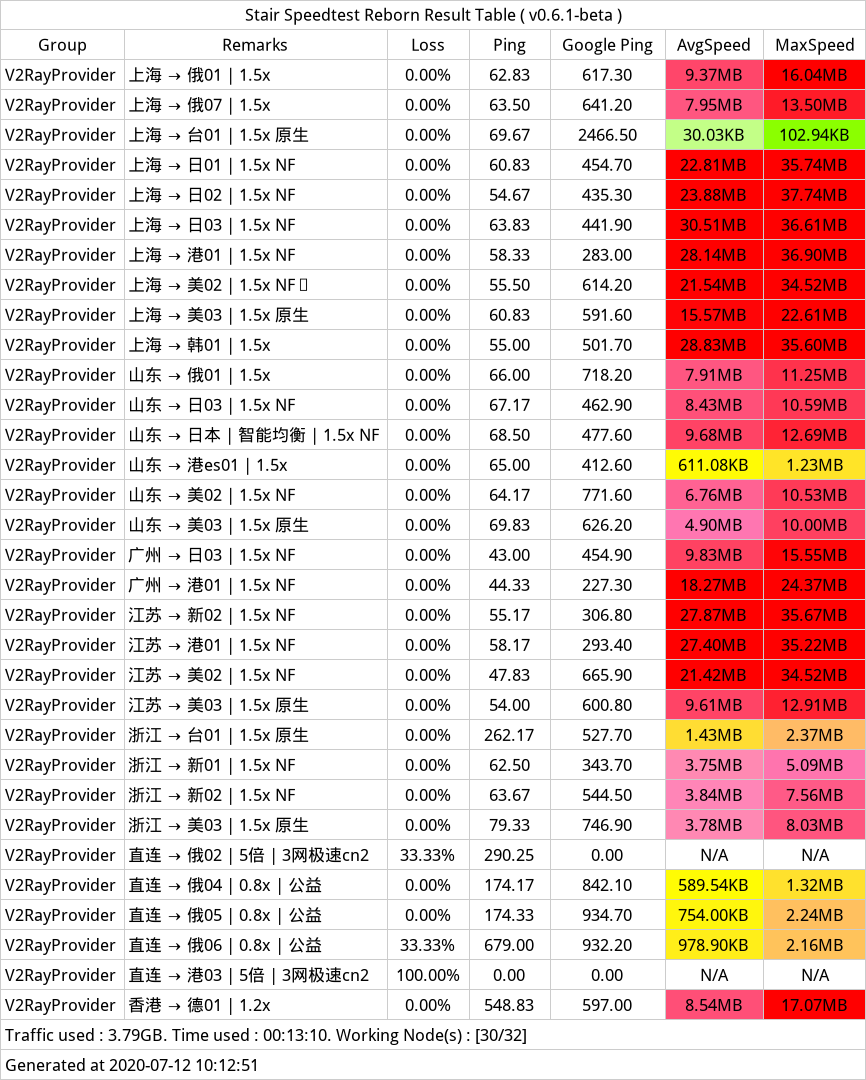 Stair Speedtest Reborn Result Table ( v0.6.1-beta )
Group Remarks Loss Ping Google Ping AvgSpeed MaxSpeed
V2RayProvider 上海 → 俄01 | 1.5x 0.00% 62.83 617.30 9.37MB 16.04MB
V2RayProvider 上海 → 俄07 | 1.5x 0.00% 63.50 641.20 7.95MB 13.50MB
V2RayProvider 上海 → 台01 | 1.5x 原生 0.00% 69.67 2466.50 30.03KB 102.94KB
V2RayProvider 上海 → 日01 | 1.5x NF 0.00% 60.83 454.70 22.81MB 35.74MB
V2RayProvider 上海 → 日02 | 1.5x NF 0.00% 54.67 435.30 23.88MB 37.74MB
V2RayProvider 上海 → 日03 | 1.5x NF 0.00% 63.83 441.90 30.51MB 36.61MB
V2RayProvider 上海 → 港01 | 1.5x NF 0.00% 58.33 283.00 28.14MB 36.90MB
V2RayProvider 上海 → 美02 | 1.5x NF 0.00% 55.50 614.20 21.54MB 34.52MB
V2RayProvider 上海 → 美03 | 1.5x 原生 0.00% 60.83 591.60 15.57MB 22.61MB
V2RayProvider 上海 → 韩01 | 1.5x 0.00% 55.00 501.70 28.83MB 35.60MB
V2RayProvider 山东 → 俄01 | 1.5x 0.00% 66.00 718.20 7.91MB 11.25MB
V2RayProvider 山东 → 日03 | 1.5x NF 0.00% 67.17 462.90 8.43MB 10.59MB
V2RayProvider 山东 → 日本 | 智能均衡 | 1.5x NF 0.00% 68.50 477.60 9.68MB 12.69MB
V2RayProvider 山东 → 港es01 | 1.5x 0.00% 65.00 412.60 611.08KB 1.23MB
V2RayProvider 山东 → 美02 | 1.5x NF 0.00% 64.17 771.60 6.76MB 10.53MB
V2RayProvider 山东 → 美03 | 1.5x 原生 0.00% 69.83 626.20 4.90MB 10.00MB
V2RayProvider 广州 → 日03 | 1.5x NF 0.00% 43.00 454.90 9.83MB 15.55MB
V2RayProvider 广州 → 港01 | 1.5x NF 0.00% 44.33 227.30 18.27MB 24.37MB
V2RayProvider 江苏 → 新02 | 1.5x NF 0.00% 55.17 306.80 27.87MB 35.67MB
V2RayProvider 江苏 → 港01 | 1.5x NF 0.00% 58.17 293.40 27.40MB 35.22MB
V2RayProvider 江苏 → 美02 | 1.5x NF 0.00% 47.83 665.90 21.42MB 34.52MB
V2RayProvider 江苏 → 美03 | 1.5x 原生 0.00% 54.00 600.80 9.61MB 12.91MB
V2RayProvider 浙江 → 台01 | 1.5x 原生 0.00% 262.17 527.70 1.43MB 2.37MB
V2RayProvider 浙江 → 新01 | 1.5x NF 0.00% 62.50 343.70 3.75MB 5.09MB
V2RayProvider 浙江 → 新02 | 1.5x NF 0.00% 63.67 544.50 3.84MB 7.56MB
V2RayProvider 浙江 → 美03 | 1.5x 原生 0.00% 79.33 746.90 3.78MB 8.03MB
V2RayProvider 直连 → 俄02 | 5倍 | 3网极速cn2 33.33% 290.25 0.00 N/A N/A
V2RayProvider 直连 → 俄04 | 0.8x | 公益 0.00% 174.17 842.10 589.54KB 1.32MB
V2RayProvider 直连 → 俄05 | 0.8x | 公益 0.00% 174.33 934.70 754.00KB 2.24MB
V2RayProvider 直连 → 俄06 | 0.8x | 公益 33.33% 679.00 932.20 978.90KB 2.16MB
V2RayProvider 直连 → 港03 | 5倍 | 3网极速cn2 100.00% 0.00 0.00 N/A N/A
V2RayProvider 香港 → 德01 | 1.2x 0.00% 548.83 597.00 8.54MB 17.07MB
Traffic used : 3.79GB. Time used : 00:13:10. Working Node(s) : [30/32]
Generated at 2020-07-12 10:12:51